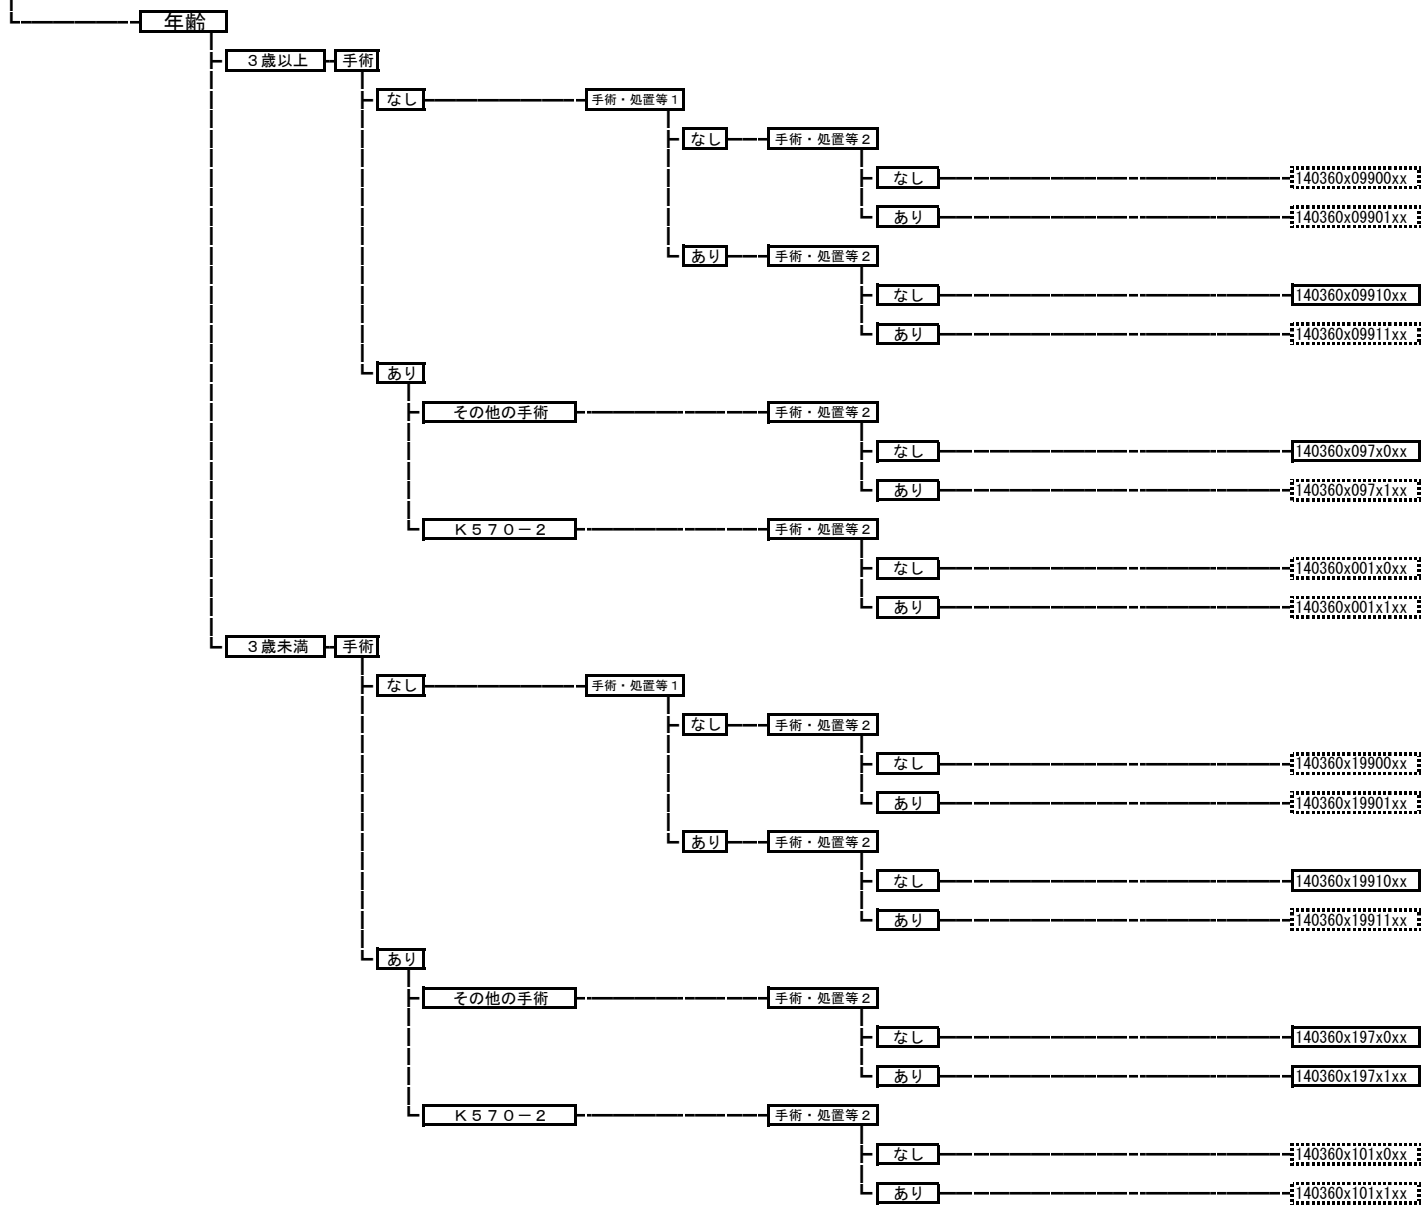 年齢
３歳以上 手術
なし 手術・処置等１
なし 手術・処置等２
なし 140360x09900xx
あり 140360x09901xx
あり 手術・処置等２
なし 140360x09910xx
あり 140360x09911xx
あり
その他の手術 手術・処置等２
なし 140360x097x0xx
あり 140360x097x1xx
Ｋ５７０－２ 手術・処置等２
なし 140360x001x0xx
あり 140360x001x1xx
３歳未満 手術
なし 手術・処置等１
なし 手術・処置等２
なし 140360x19900xx
あり 140360x19901xx
あり 手術・処置等２
なし 140360x19910xx
あり 140360x19911xx
あり
その他の手術 手術・処置等２
なし 140360x197x0xx
あり 140360x197x1xx
Ｋ５７０－２ 手術・処置等２
なし 140360x101x0xx
あり 140360x101x1xx